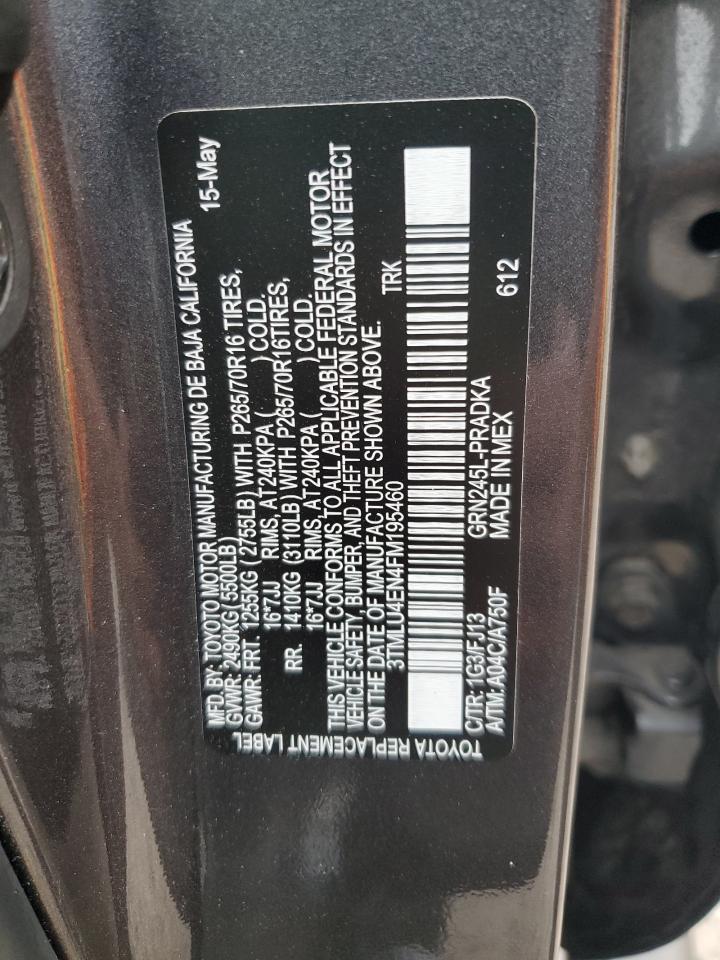 MFD.BY: TOYOTO MOTOR MANUFACTURING DE BAJA CALIFORNIA
GVWR: 2490KG (5500LB) 15-May
GAWR: FRT. 1255KG (2755LB) WITH P265/70R16 TIRES,
16*7JJ RIMS, AT240KPA ( ) COLD.
RR. 1410KG (3110LB) WITH P265/70R16TIRES,
16*7JJ RIMS, AT240KPA ( ) COLD.
THIS VEHICLE CONFORMS TO ALL APPLICABLE FEDERAL MOTOR
VEHICLE SAFETY, BUMPER, AND THEFT PREVENTION STANDARDS IN EFFECT
ON THE DATE OF MANUFACTURE SHOWN ABOVE.
3TMLU4EN4FM195460 TRK
C/TR: 1G3/FJ13 GRN245L-PRADKA 612
A/TM: A04C/A750F MADE IN MEX
TOYOTA REPLACEMENT LABEL